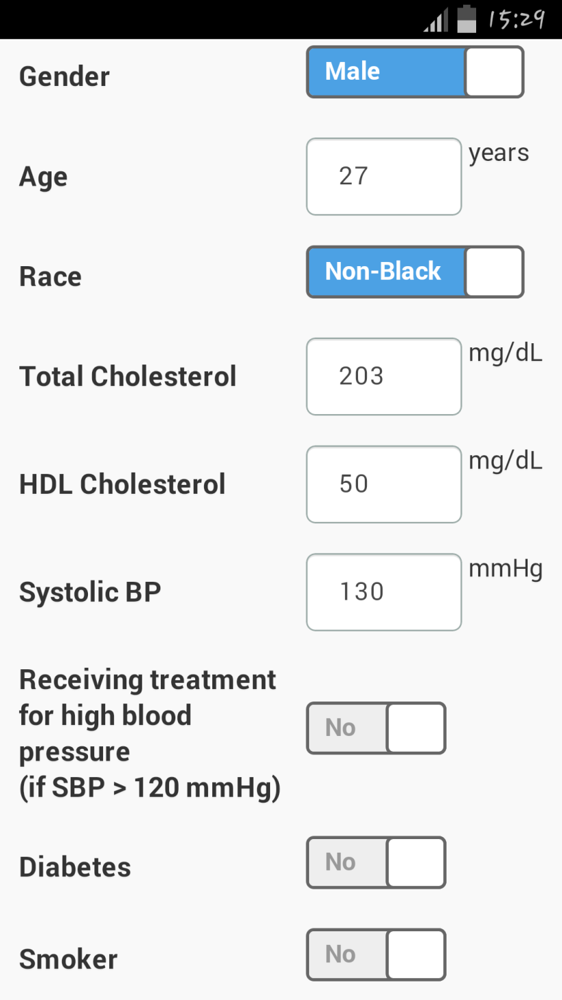 15:29
Gender
Male
Age
27
years
Race
Non-Black
Total Cholesterol
203
mg/dL
HDL Cholesterol
50
mg/dL
Systolic BP
130
mmHg
Receiving treatment
for high blood
pressure
(if SBP > 120 mmHg)
No
Diabetes
No
Smoker
No